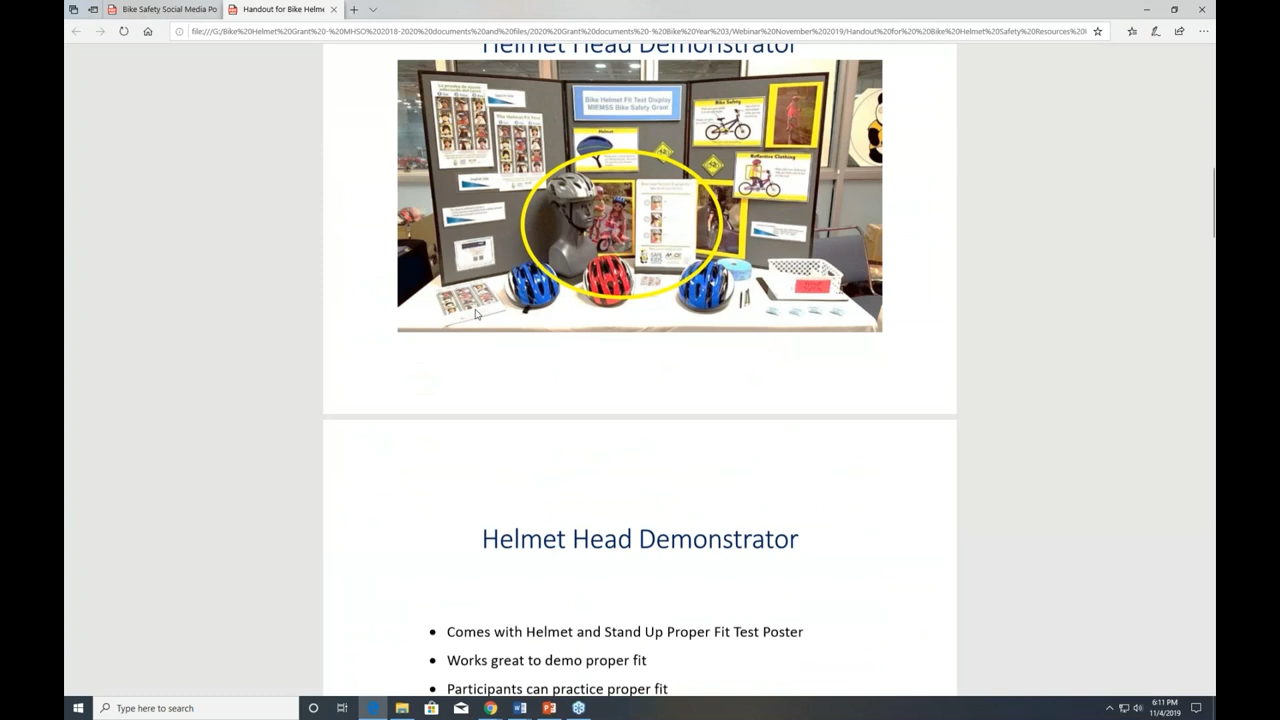 Bike Safety Social Media Po
Handout for Bike Helme
file:///G:/Bike%20Helmet%20Grant%20-%20MHSO%202018-2020%20documents%20and%20files/2020%20Grant%20documents%20-%20Bike%20Year%203/Webinar%20November%202019/Handout%20for%20Bike%20Helmet%20Safety%20Resources%20
Helmet Head Demonstrator
Bike Helmet Fit Test Display
MIEMSS Bike Safety Grant
Helmet
Bike Safety
Reflective Clothing
The Helmet Fit Test
SAFE
KIDS
Helmet Head Demonstrator
• Comes with Helmet and Stand Up Proper Fit Test Poster
• Works great to demo proper fit
• Participants can practice proper fit
Type here to search
6:11 PM
11/4/2019